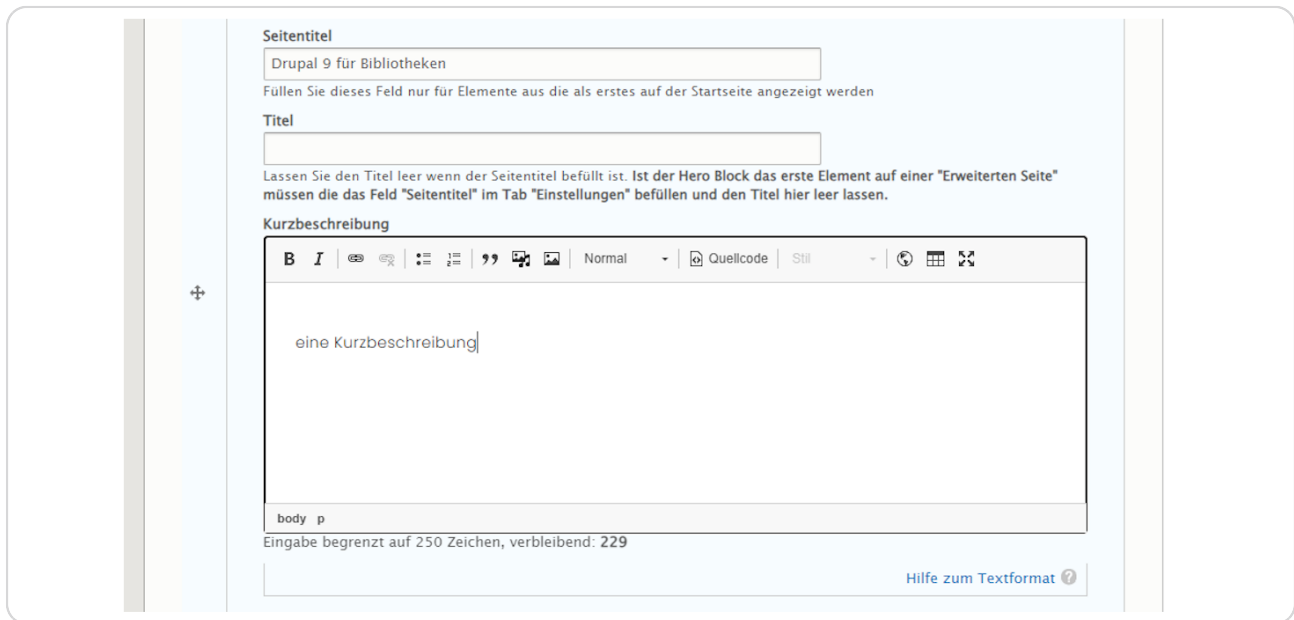 Seitentitel
Drupal 9 für Bibliotheken
Füllen Sie dieses Feld nur für Elemente aus die als erstes auf der Startseite angezeigt werden
Titel
Lassen Sie den Titel leer wenn der Seitentitel befüllt ist. Ist der Hero Block das erste Element auf einer "Erweiterten Seite"
müssen die das Feld "Seitentitel" im Tab "Einstellungen" befüllen und den Titel hier leer lassen.
Kurzbeschreibung
B I Normal Quellcode Stil
eine Kurzbeschreibung
body p
Eingabe begrenzt auf 250 Zeichen, verbleibend: 229
Hilfe zum Textformat ?